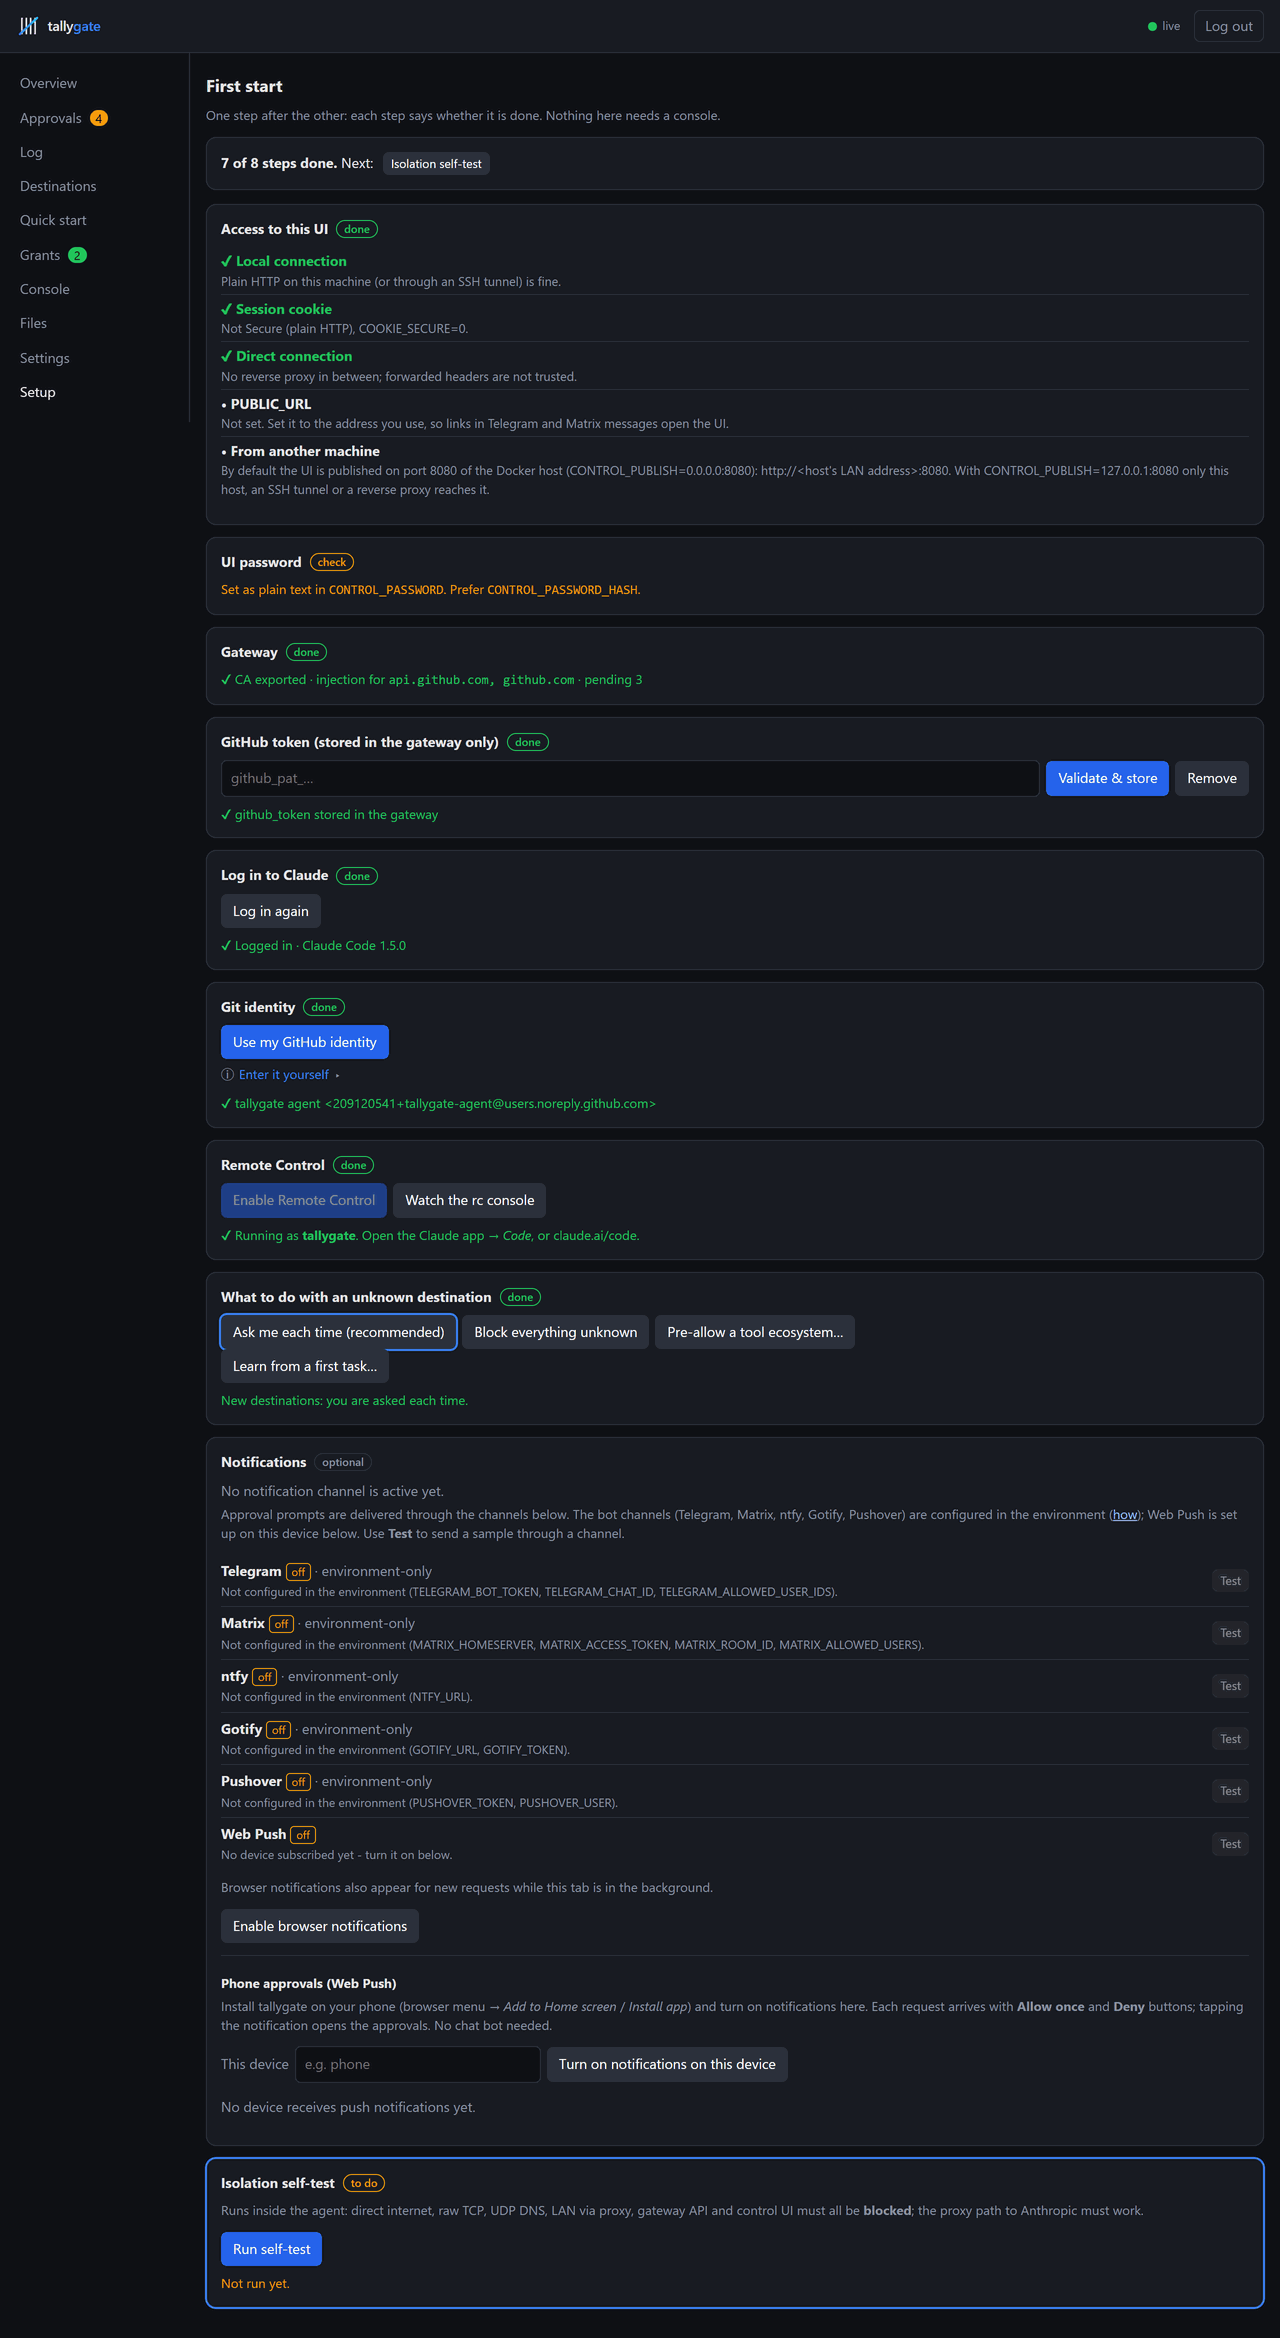 tallygate
live
Log out
Overview
Approvals 4
Log
Destinations
Quick start
Grants 2
Console
Files
Settings
Setup
First start
One step after the other: each step says whether it is done. Nothing here needs a console.
7 of 8 steps done. Next: Isolation self-test
Access to this UI done
✓ Local connection
Plain HTTP on this machine (or through an SSH tunnel) is fine.
✓ Session cookie
Not Secure (plain HTTP), COOKIE_SECURE=0.
✓ Direct connection
No reverse proxy in between; forwarded headers are not trusted.
• PUBLIC_URL
Not set. Set it to the address you use, so links in Telegram and Matrix messages open the UI.
• From another machine
By default the UI is published on port 8080 of the Docker host (CONTROL_PUBLISH=0.0.0.0:8080): http://<host's LAN address>:8080. With CONTROL_PUBLISH=127.0.0.1:8080 only this
host, an SSH tunnel or a reverse proxy reaches it.
UI password check
Set as plain text in CONTROL_PASSWORD. Prefer CONTROL_PASSWORD_HASH.
Gateway done
✓ CA exported · injection for api.github.com, github.com · pending 3
GitHub token (stored in the gateway only) done
github_pat_...
Validate & store
Remove
✓ github_token stored in the gateway
Log in to Claude done
Log in again
✓ Logged in · Claude Code 1.5.0
Git identity done
Use my GitHub identity
ⓘ Enter it yourself ▸
✓ tallygate agent <209120541+tallygate-agent@users.noreply.github.com>
Remote Control done
Enable Remote Control
Watch the rc console
✓ Running as tallygate. Open the Claude app → Code, or claude.ai/code.
What to do with an unknown destination done
Ask me each time (recommended)
Block everything unknown
Pre-allow a tool ecosystem...
Learn from a first task...
New destinations: you are asked each time.
Notifications optional
No notification channel is active yet.
Approval prompts are delivered through the channels below. The bot channels (Telegram, Matrix, ntfy, Gotify, Pushover) are configured in the environment (how); Web Push is set
up on this device below. Use Test to send a sample through a channel.
Telegram off · environment-only
Not configured in the environment (TELEGRAM_BOT_TOKEN, TELEGRAM_CHAT_ID, TELEGRAM_ALLOWED_USER_IDS).
Test
Matrix off · environment-only
Not configured in the environment (MATRIX_HOMESERVER, MATRIX_ACCESS_TOKEN, MATRIX_ROOM_ID, MATRIX_ALLOWED_USERS).
Test
ntfy off · environment-only
Not configured in the environment (NTFY_URL).
Test
Gotify off · environment-only
Not configured in the environment (GOTIFY_URL, GOTIFY_TOKEN).
Test
Pushover off · environment-only
Not configured in the environment (PUSHOVER_TOKEN, PUSHOVER_USER).
Test
Web Push off
No device subscribed yet - turn it on below.
Test
Browser notifications also appear for new requests while this tab is in the background.
Enable browser notifications
Phone approvals (Web Push)
Install tallygate on your phone (browser menu → Add to Home screen / Install app) and turn on notifications here. Each request arrives with Allow once and Deny buttons; tapping
the notification opens the approvals. No chat bot needed.
This device
e.g. phone
Turn on notifications on this device
No device receives push notifications yet.
Isolation self-test to do
Runs inside the agent: direct internet, raw TCP, UDP DNS, LAN via proxy, gateway API and control UI must all be blocked; the proxy path to Anthropic must work.
Run self-test
Not run yet.